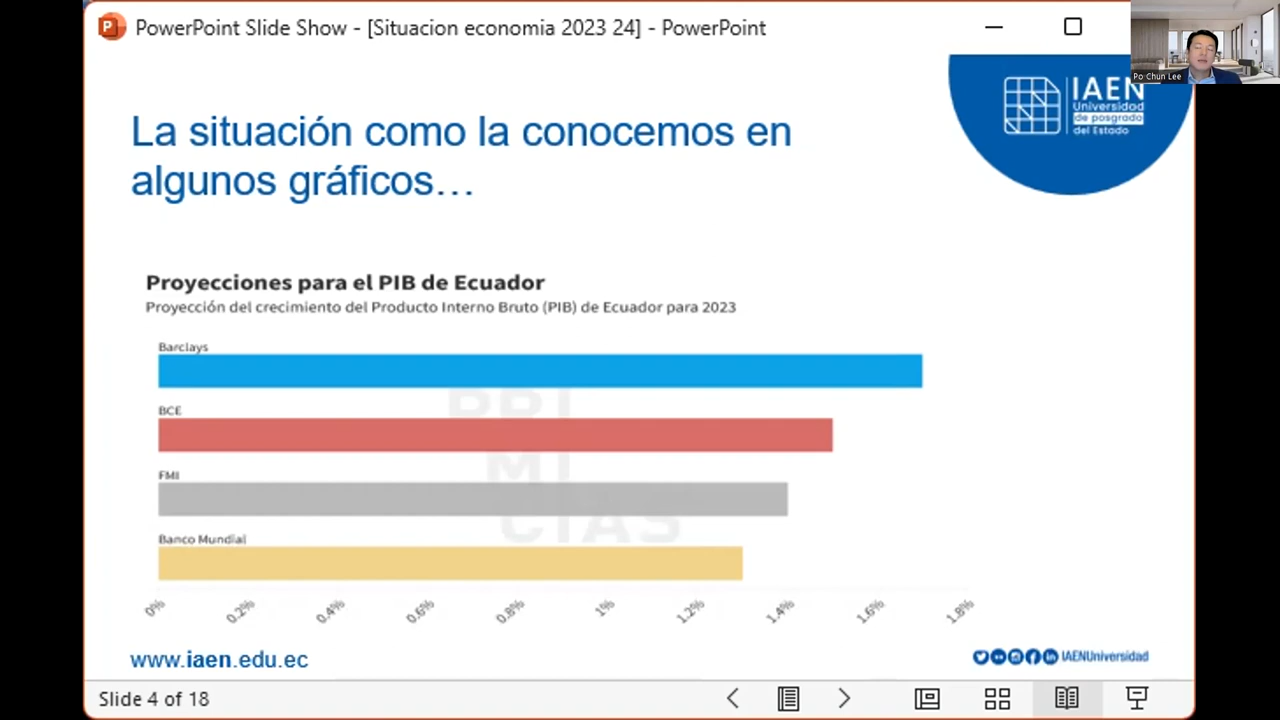 PowerPoint Slide Show - [Situacion economia 2023 24] - PowerPoint
Po Chun Lee
IAEN
Universidad
de posgrado
del Estado
La situación como la conocemos en
algunos gráficos…
Proyecciones para el PIB de Ecuador
Proyección del crecimiento del Producto Interno Bruto (PIB) de Ecuador para 2023
Barclays
BCE
FMI
Banco Mundial
PRI
MI
CIAS
0% 0.2% 0.4% 0.6% 0.8% 1% 1.2% 1.4% 1.6% 1.8%
www.iaen.edu.ec
IAENUniversidad
Slide 4 of 18